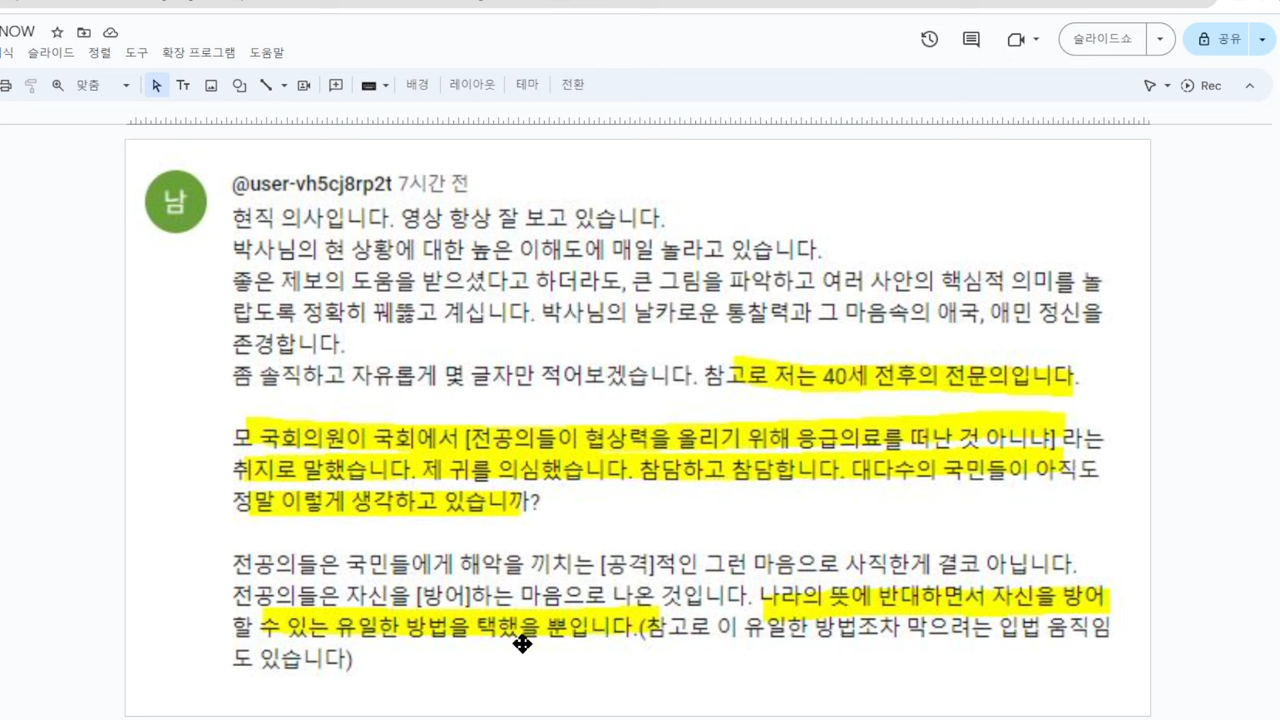 NOW
슬라이드 정렬 도구 확장 프로그램 도움말
슬라이드쇼
공유
맞춤
배경 레이아웃 테마 전환
Rec
남
@user-vh5cj8rp2t 7시간 전
현직 의사입니다. 영상 항상 잘 보고 있습니다.
박사님의 현 상황에 대한 높은 이해도에 매일 놀라고 있습니다.
좋은 제보의 도움을 받으셨다고 하더라도, 큰 그림을 파악하고 여러 사안의 핵심적 의미를 놀
랍도록 정확히 꿰뚫고 계십니다. 박사님의 날카로운 통찰력과 그 마음속의 애국, 애민 정신을
존경합니다.
좀 솔직하고 자유롭게 몇 글자만 적어보겠습니다. 참고로 저는 40세 전후의 전문의입니다.
모 국회의원이 국회에서 [전공의들이 협상력을 올리기 위해 응급의료를 떠난 것 아니냐] 라는
취지로 말했습니다. 제 귀를 의심했습니다. 참담하고 참담합니다. 대다수의 국민들이 아직도
정말 이렇게 생각하고 있습니까?
전공의들은 국민들에게 해악을 끼치는 [공격]적인 그런 마음으로 사직한게 결코 아닙니다.
전공의들은 자신을 [방어]하는 마음으로 나온 것입니다. 나라의 뜻에 반대하면서 자신을 방어
할 수 있는 유일한 방법을 택했을 뿐입니다.(참고로 이 유일한 방법조차 막으려는 입법 움직임
도 있습니다)